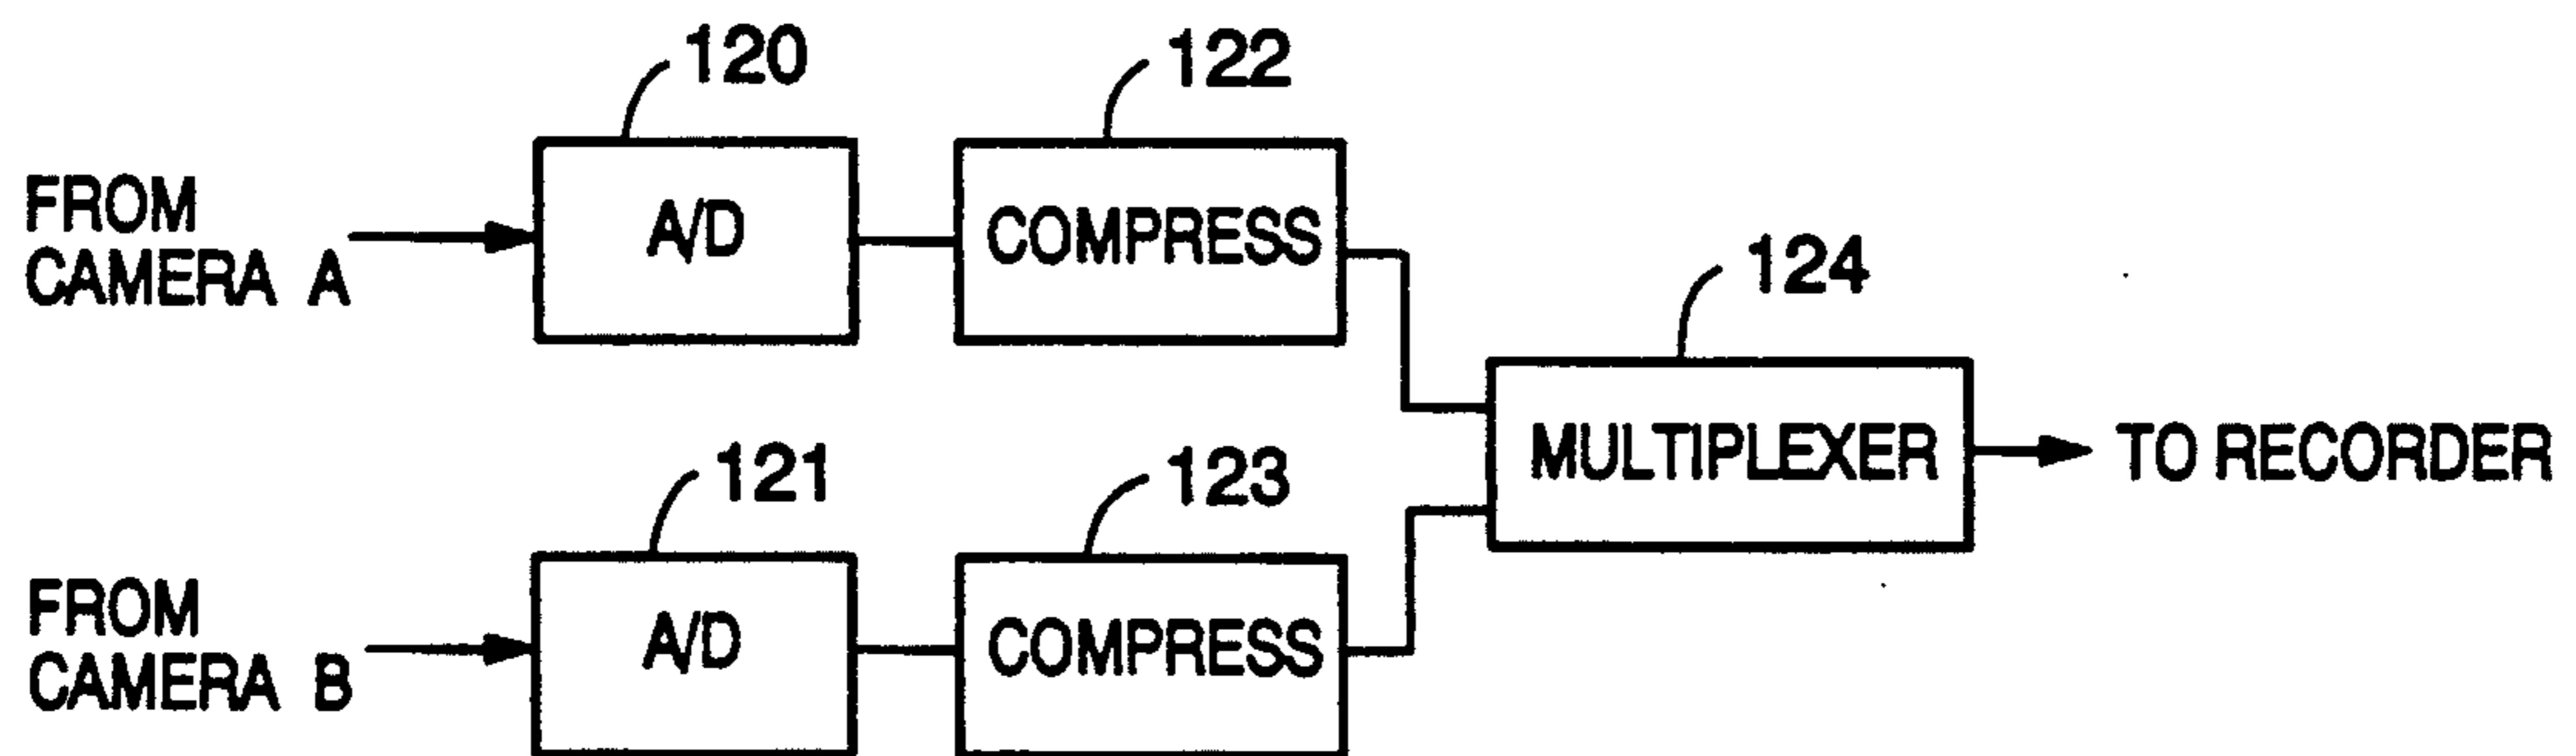 120
122
FROM
CAMERA A
A/D
COMPRESS
124
MULTIPLEXER
TO RECORDER
121
123
FROM
CAMERA B
A/D
COMPRESS